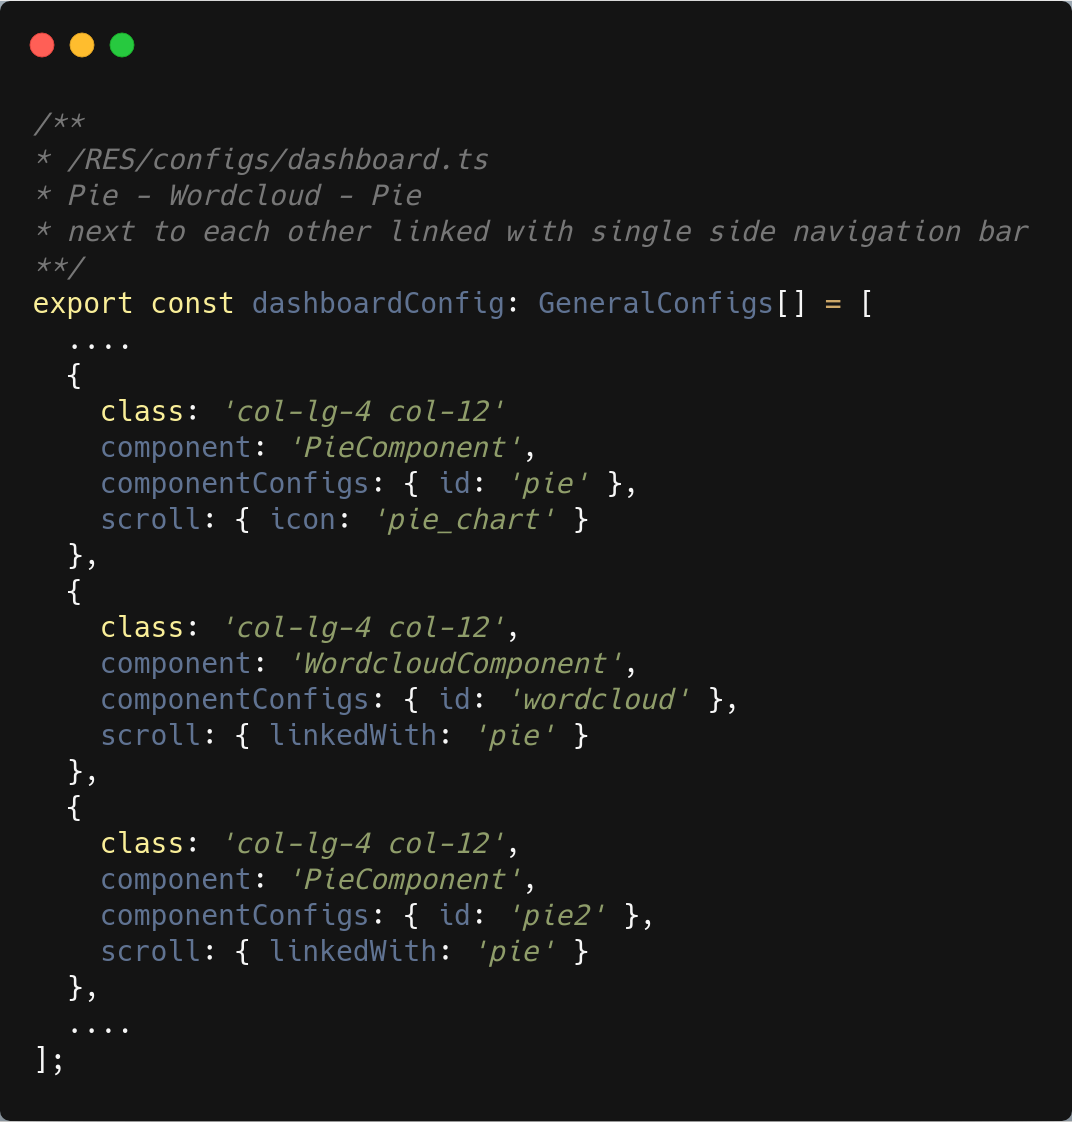 /**
* /RES/configs/dashboard.ts
* Pie - Wordcloud - Pie
* next to each other linked with single side navigation bar
**/
export const dashboardConfig: GeneralConfigs[] = [
  ....
  {
    class: 'col-lg-4 col-12'
    component: 'PieComponent',
    componentConfigs: { id: 'pie' },
    scroll: { icon: 'pie_chart' }
  },
  {
    class: 'col-lg-4 col-12',
    component: 'WordcloudComponent',
    componentConfigs: { id: 'wordcloud' },
    scroll: { linkedWith: 'pie' }
  },
  {
    class: 'col-lg-4 col-12',
    component: 'PieComponent',
    componentConfigs: { id: 'pie2' },
    scroll: { linkedWith: 'pie' }
  },
  ....
];